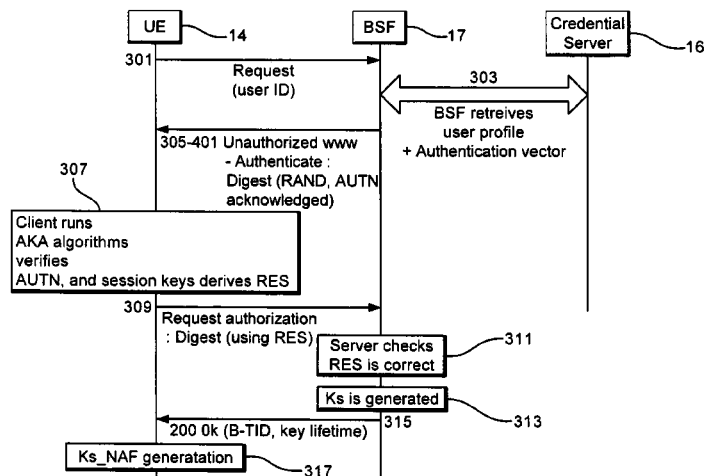 UE
14
BSF
17
Credential
Server
16
301
Request
(user ID)
303
BSF retreives
user profile
+ Authentication vector
305-401 Unauthorized www
- Authenticate :
Digest (RAND, AUTN
acknowledged)
307
Client runs
AKA algorithms
verifies
AUTN, and session keys derives RES
309
Request authorization
: Digest (using RES)
Server checks
RES is correct
311
Ks is generated
313
315
200 0k (B-TID, key lifetime)
Ks_NAF generatation
317